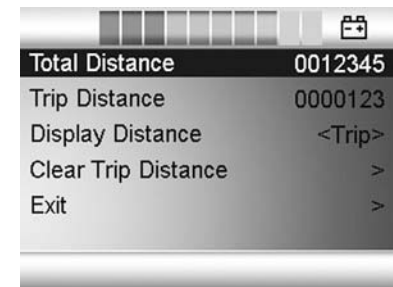 Total Distance 0012345
Trip Distance 0000123
Display Distance <Trip>
Clear Trip Distance >
Exit >